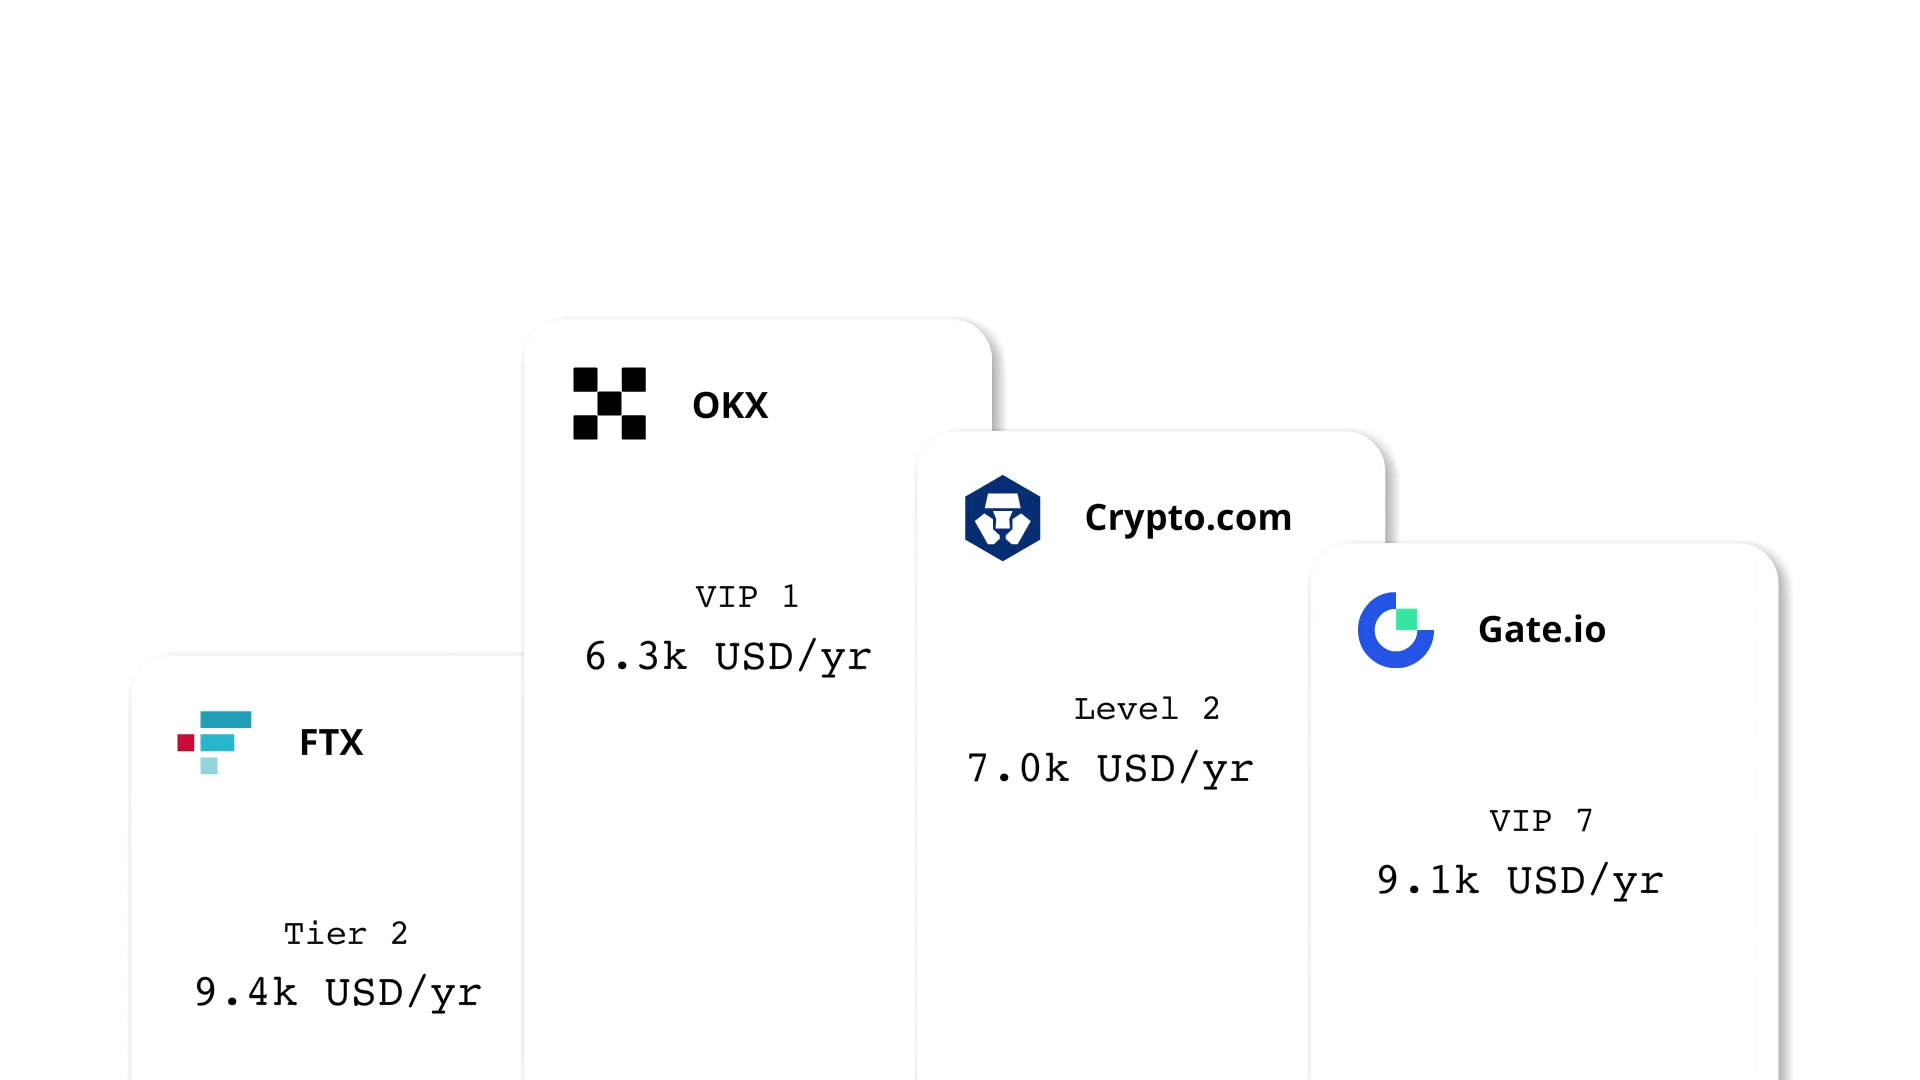 OKX
VIP 1
6.3k USD/yr
Crypto.com
Level 2
7.0k USD/yr
Gate.io
VIP 7
9.1k USD/yr
FTX
Tier 2
9.4k USD/yr